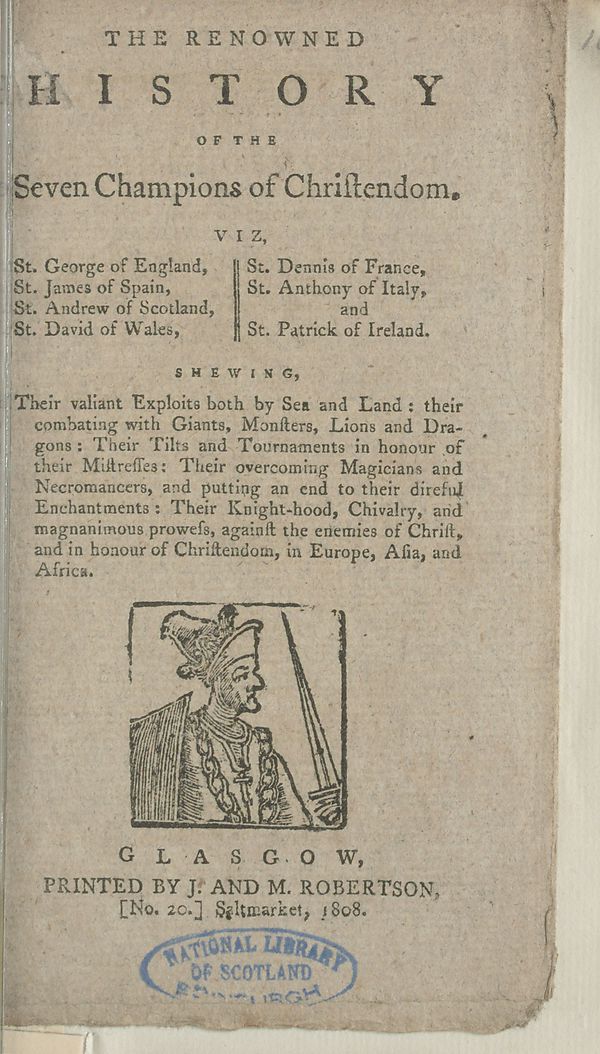 THE RENOWNED
HISTORY
OF THE
Seven Champions of Chriſtendom.
VIZ,
St. George of England,
St. James of Spain,
St. Andrew of Scotland,
St. David of Wales,
St. Dennis of France,
St. Anthony of Italy,
and
St. Patrick of Ireland.
SHEWING,
Their valiant Exploits both by Sea and Land : their
combating with Giants, Monſters, Lions and Dra-
gons : Their Tilts and Tournaments in honour of
their Miſtreſſes : Their overcoming Magicians and
Necromancers, and putting an end to their direful
Enchantments : Their Knight-hood, Chivalry, and
magnanimous proweſs, againſt the enemies of Chriſt,
and in honour of Chriſtendom, in Europe, Aſia, and
Africa.
GLASGOW,
PRINTED BY J. AND M. ROBERTSON,
[No. 20.] Saltmarket, 1808.
NATIONAL LIBRARY
OF SCOTLAND
EDINBURGH